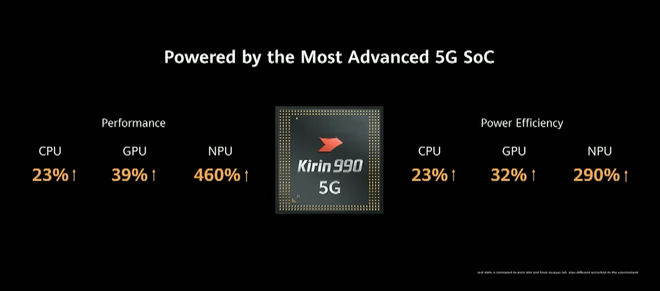 Powered by the Most Advanced 5G SoC
Performance
CPU GPU NPU
23%↑ 39%↑ 460%↑
Kirin 990
5G
Power Efficiency
CPU GPU NPU
23%↑ 32%↑ 290%↑